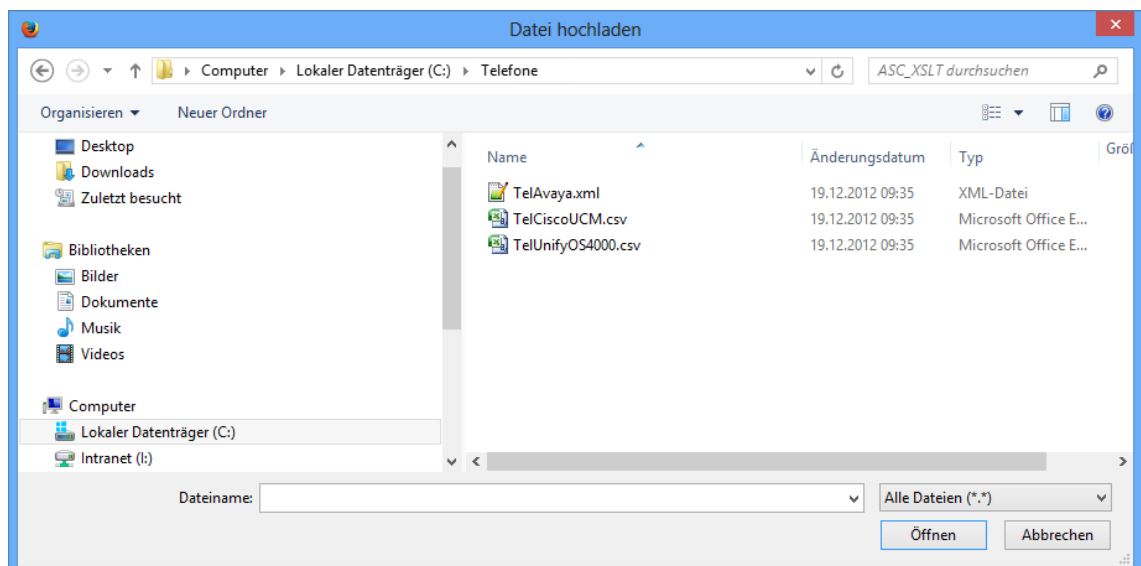 Datei hochladen
Computer Lokaler Datenträger (C:) Telefone ASC_XSLT durchsuchen
Organisieren Neuer Ordner
Desktop
Downloads
Zuletzt besucht
Bibliotheken
Bilder
Dokumente
Musik
Videos
Computer
Lokaler Datenträger (C:)
Intranet (I:)
Name Änderungsdatum Typ Größ
TelAvaya.xml 19.12.2012 09:35 XML-Datei
TelCiscoUCM.csv 19.12.2012 09:35 Microsoft Office E...
TelUnifyOS4000.csv 19.12.2012 09:35 Microsoft Office E...
Dateiname: Alle Dateien (*.*)
Öffnen Abbrechen